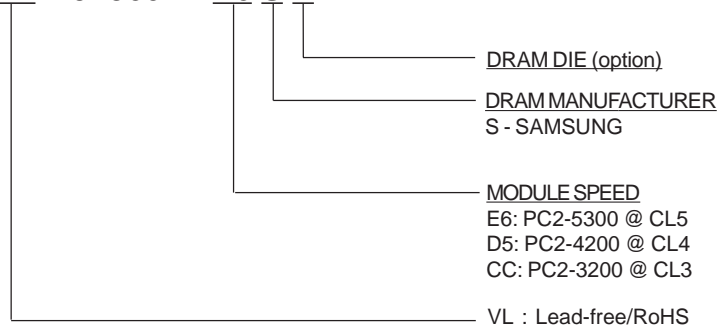 DRAM DIE (option)
DRAM MANUFACTURER
S - SAMSUNG
MODULE SPEED
E6: PC2-5300 @ CL5
D5: PC2-4200 @ CL4
CC: PC2-3200 @ CL3
VL : Lead-free/RoHS